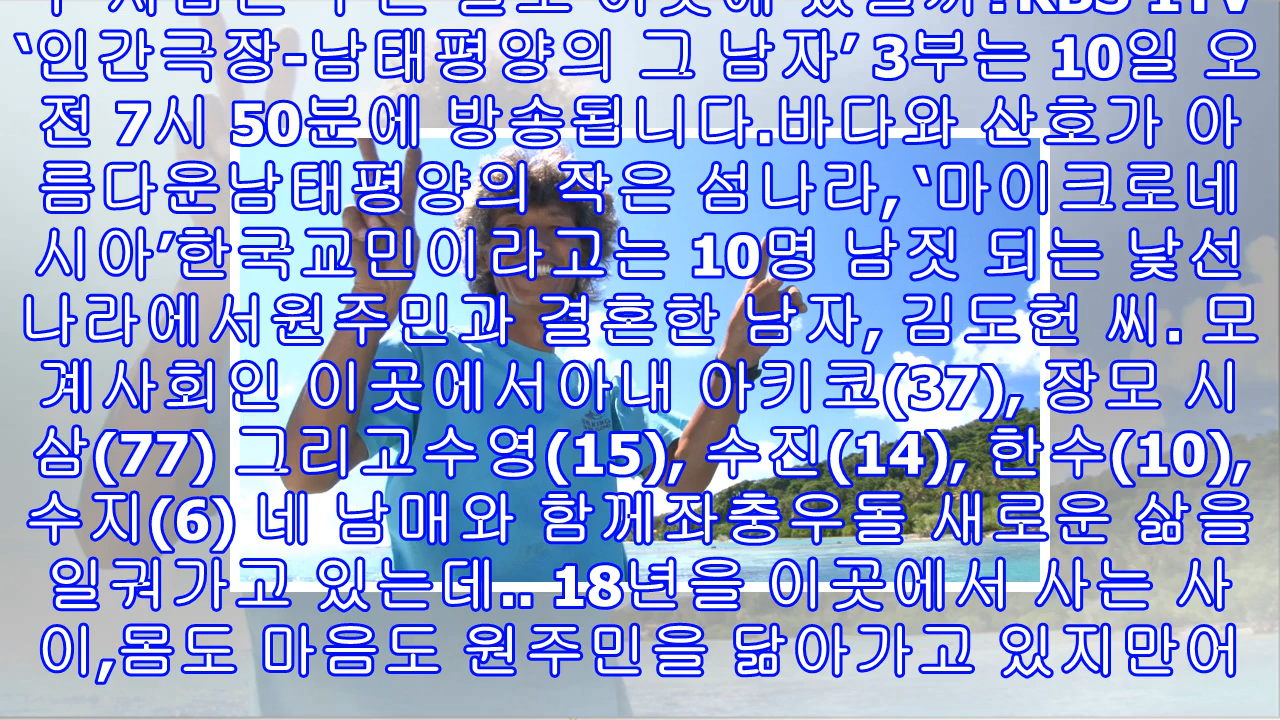 이곳에 있을까?KBS 1TV
‘인간극장-남태평양의 그 남자’ 3부는 10일 오
전 7시 50분에 방송됩니다.바다와 산호가 아
름다운남태평양의 작은 섬나라, ‘마이크로네
시아’한국교민이라고는 10명 남짓 되는 낯선
나라에서원주민과 결혼한 남자, 김도헌 씨. 모
계사회인 이곳에서아내 아키코(37), 장모 시
삼(77) 그리고수영(15), 수진(14), 한수(10),
수지(6) 네 남매와 함께좌충우돌 새로운 삶을
일궈가고 있는데.. 18년을 이곳에서 사는 사
이,몸도 마음도 원주민을 닮아가고 있지만어